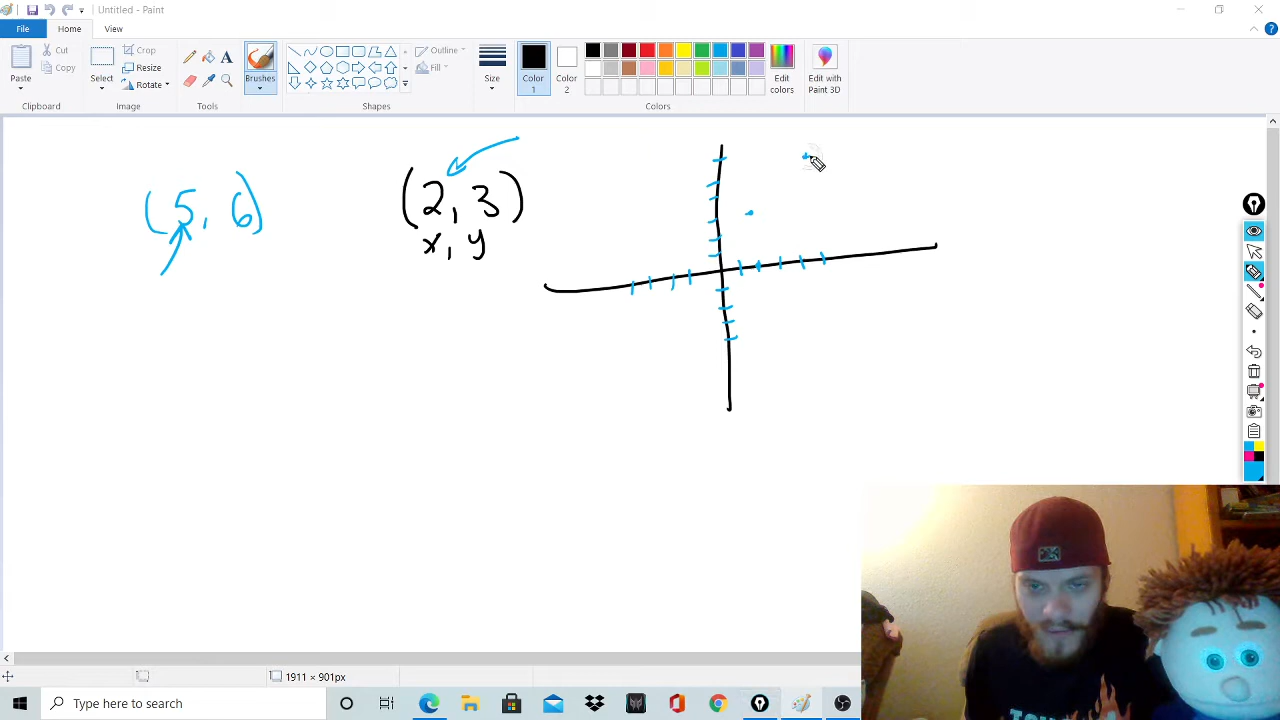 Untitled - Paint
File Home View
Paste
Cut
Copy
Clipboard
Select
Crop
Resize
Rotate
Image
A
Tools
Brushes
Outline
Fill
Shapes
Size
Color 1
Color 2
Edit colors
Colors
Edit with Paint 3D
(5, 6)
(2, 3)
x, y
1911 × 901px
Type here to search